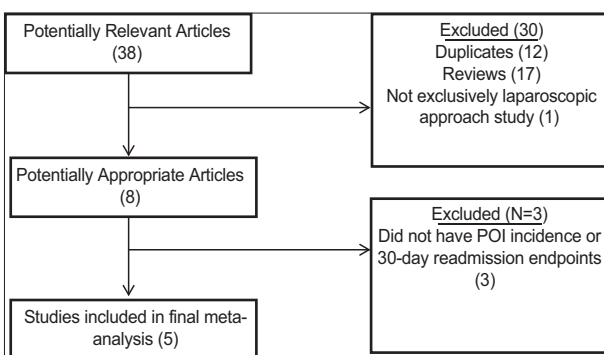 Potentially Relevant Articles
(38)
Excluded (30)
Duplicates (12)
Reviews (17)
Not exclusively laparoscopic
approach study (1)
Potentially Appropriate Articles
(8)
Excluded (N=3)
Did not have POI incidence or
30-day readmission endpoints
(3)
Studies included in final meta-
analysis (5)